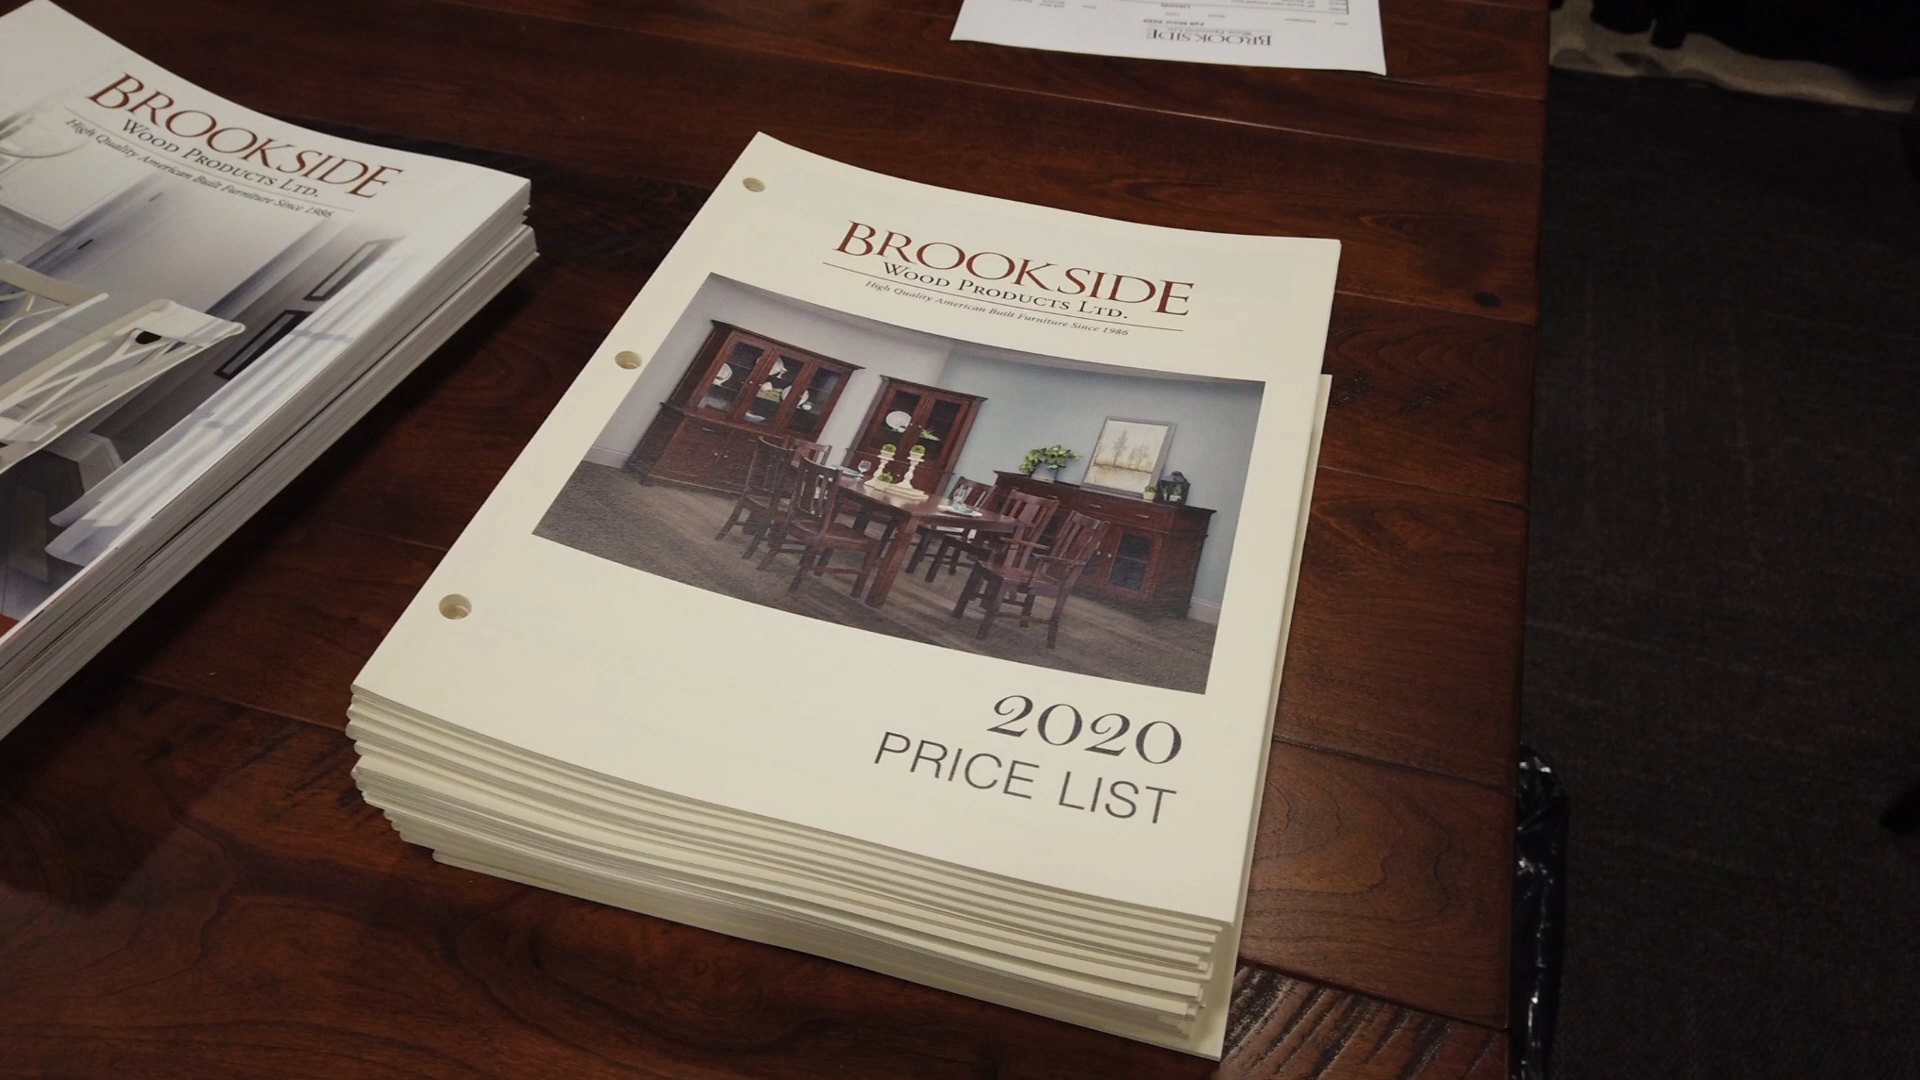 BROOKSIDE
WOOD PRODUCTS LTD.
High Quality American Built Furniture Since 1986
BROOKSIDE
WOOD PRODUCTS LTD.
High Quality American Built Furniture Since 1986
2020
PRICE LIST
BROOKSIDE